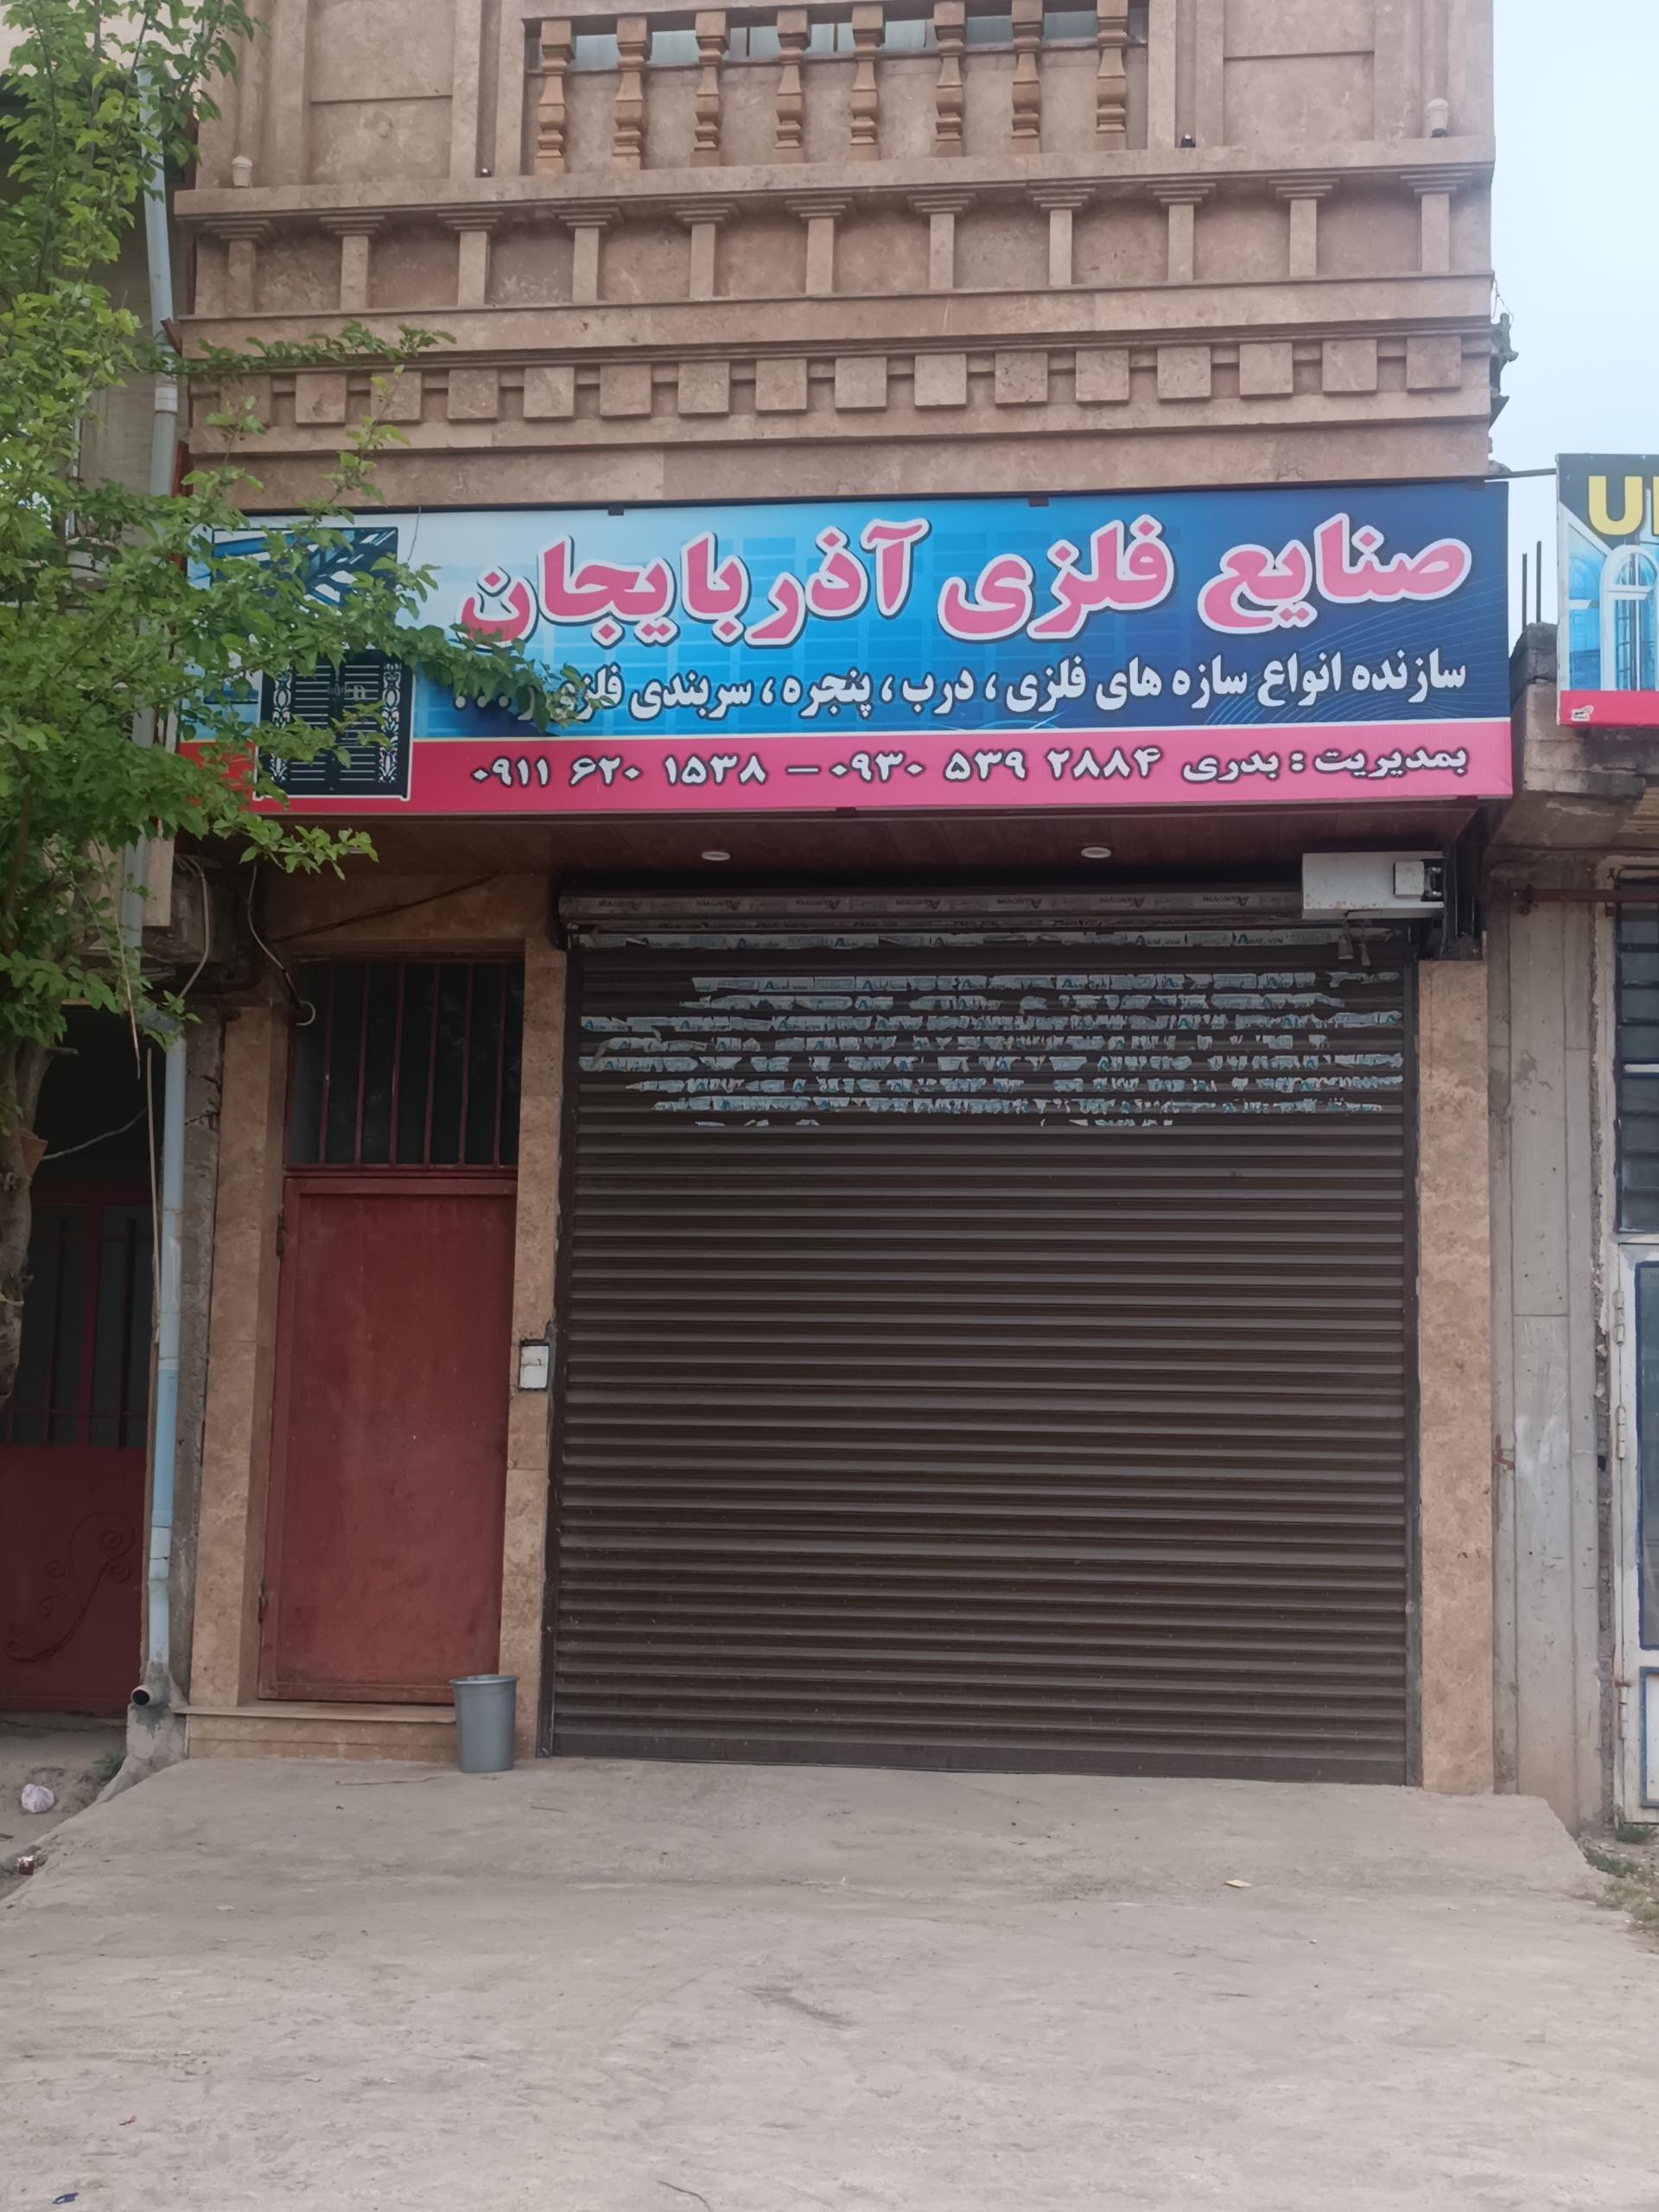 صنایع فلزی آذربایجان
سازنده انواع سازه های فلزی ، درب ، پنجره ، سربندی فلزی و ...
بمدیریت : بدری ۰۹۳۰ ۵۳۹ ۲۸۸۴ – ۰۹۱۱ ۶۲۰ ۱۵۳۸